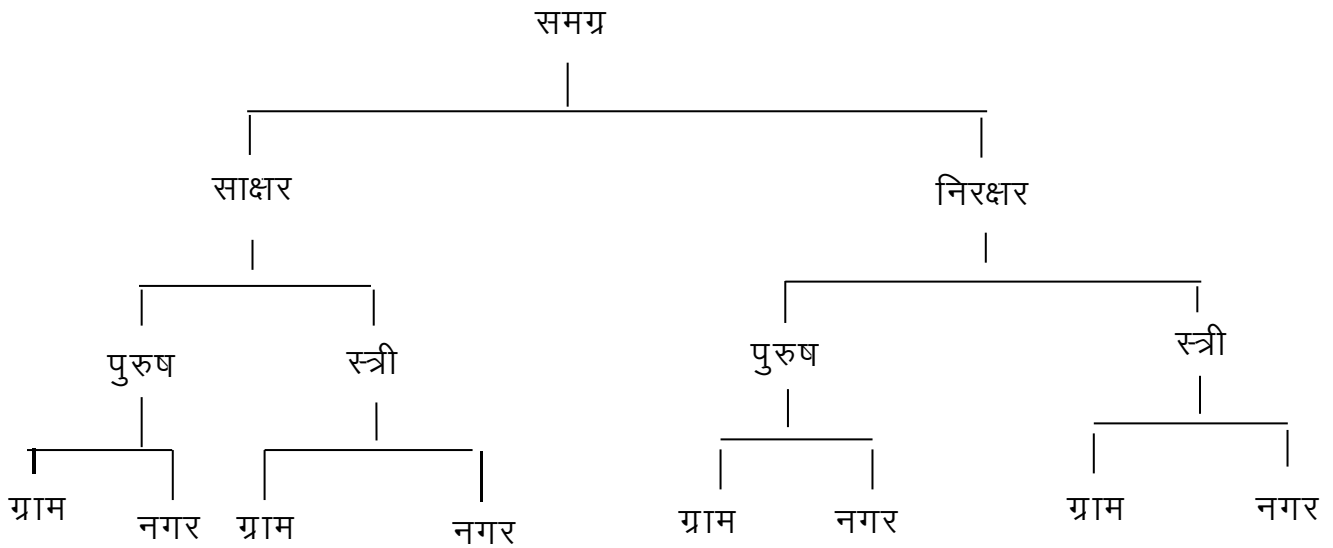 समग्र
साक्षर निरक्षर
पुरुष स्त्री पुरुष स्त्री
ग्राम नगर ग्राम नगर ग्राम नगर ग्राम नगर